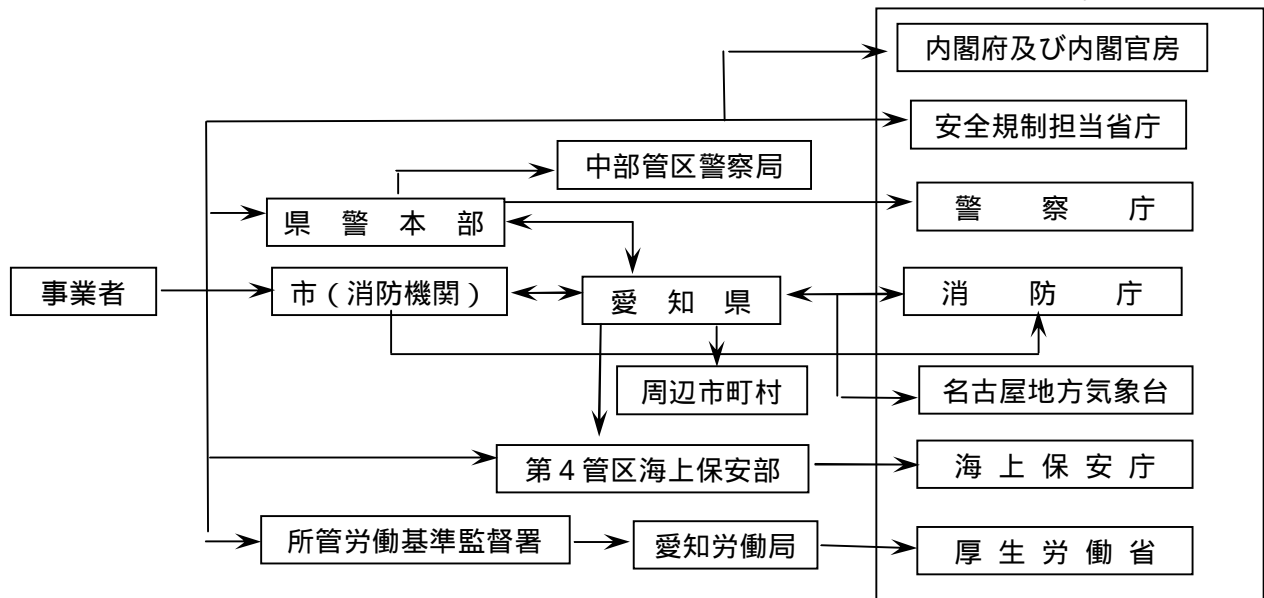 内閣府及び内閣官房
安全規制担当省庁
中部管区警察局
警 察 庁
県 警 本 部
事業者
市(消防機関)
愛 知 県
消 防 庁
周辺市町村
名古屋地方気象台
第4管区海上保安部
海 上 保 安 庁
所管労働基準監督署
愛知労働局
厚 生 労 働 省